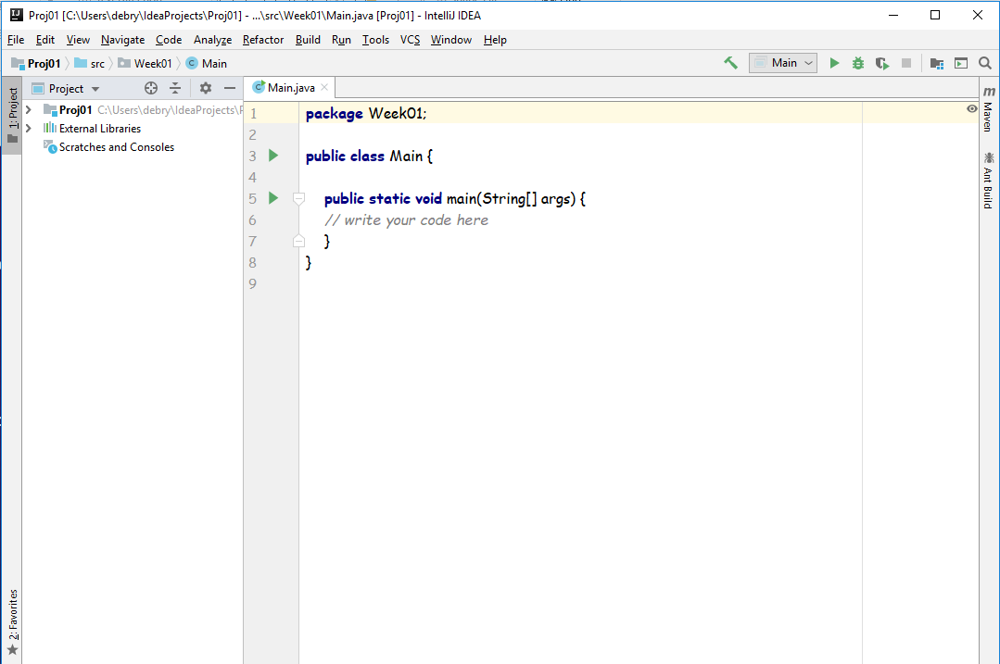 Proj01 [C:\Users\debry\IdeaProjects\Proj01] - ...\src\Week01\Main.java [Proj01] - IntelliJ IDEA
File Edit View Navigate Code Analyze Refactor Build Run Tools VCS Window Help
Proj01 src Week01 Main Main
1: Project
Project
Main.java
Proj01 C:\Users\debry\IdeaProjects\
External Libraries
Scratches and Consoles
1 package Week01;
2
3 public class Main {
4
5 public static void main(String[] args) {
6 // write your code here
7 }
8 }
9
m Maven
Ant Build
2: Favorites